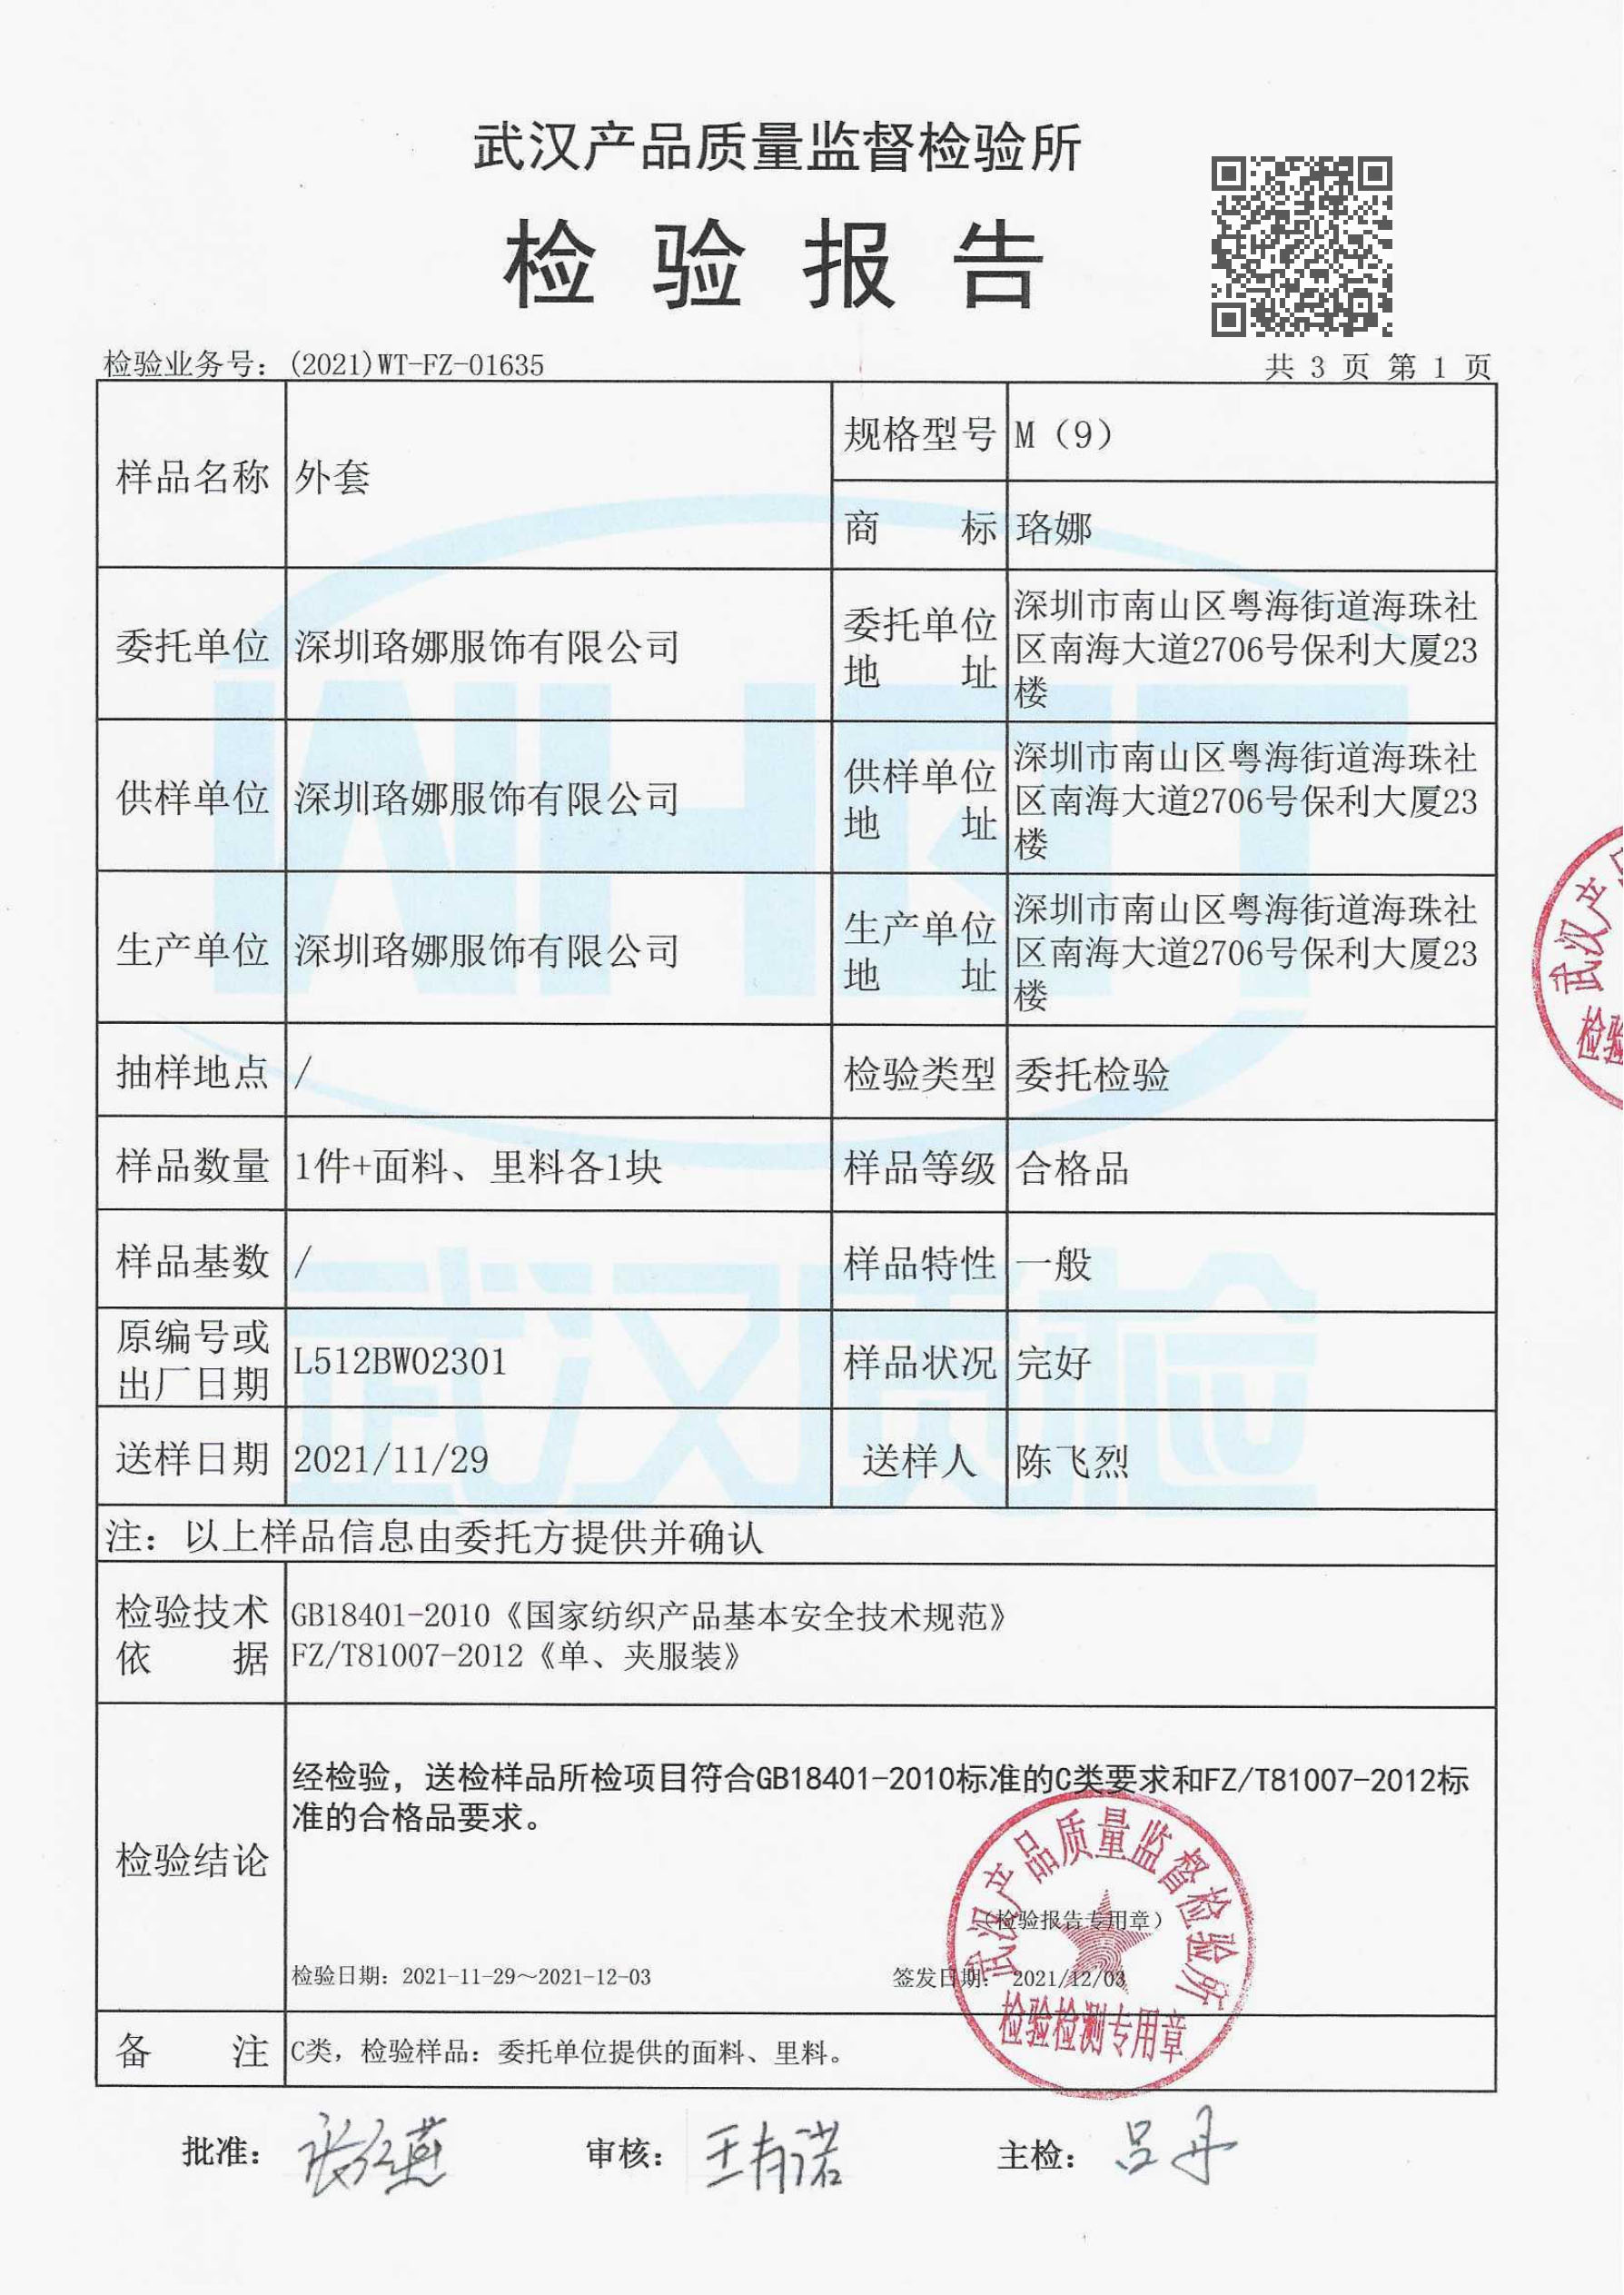 武汉产品质量监督检验所
检验报告
检验业务号：(2021)WT-FZ-01635
共 3 页 第 1 页
样品名称 外套
规格型号 M（9）
商 标 珞娜
委托单位 深圳珞娜服饰有限公司
委托单位
地 址
深圳市南山区粤海街道海珠社
区南海大道2706号保利大厦23
楼
供样单位 深圳珞娜服饰有限公司
供样单位
地 址
深圳市南山区粤海街道海珠社
区南海大道2706号保利大厦23
楼
生产单位 深圳珞娜服饰有限公司
生产单位
地 址
深圳市南山区粤海街道海珠社
区南海大道2706号保利大厦23
楼
抽样地点 / 检验类型 委托检验
样品数量 1件+面料、里料各1块 样品等级 合格品
样品基数 / 样品特性 一般
原编号或
出厂日期
L512BW02301 样品状况 完好
送样日期 2021/11/29 送样人 陈飞烈
注：以上样品信息由委托方提供并确认
检验技术
依 据
GB18401-2010《国家纺织产品基本安全技术规范》
FZ/T81007-2012《单、夹服装》
检验结论
经检验，送检样品所检项目符合GB18401-2010标准的C类要求和FZ/T81007-2012标
准的合格品要求。
（检验报告专用章）
检验日期：2021-11-29～2021-12-03 签发日期： 2021/12/03
武汉产品质量监督检验所
检验检测专用章
备 注 C类，检验样品：委托单位提供的面料、里料。
批准： 审核：王有诺 主检：吕丹
武汉产品
检验
武汉质检